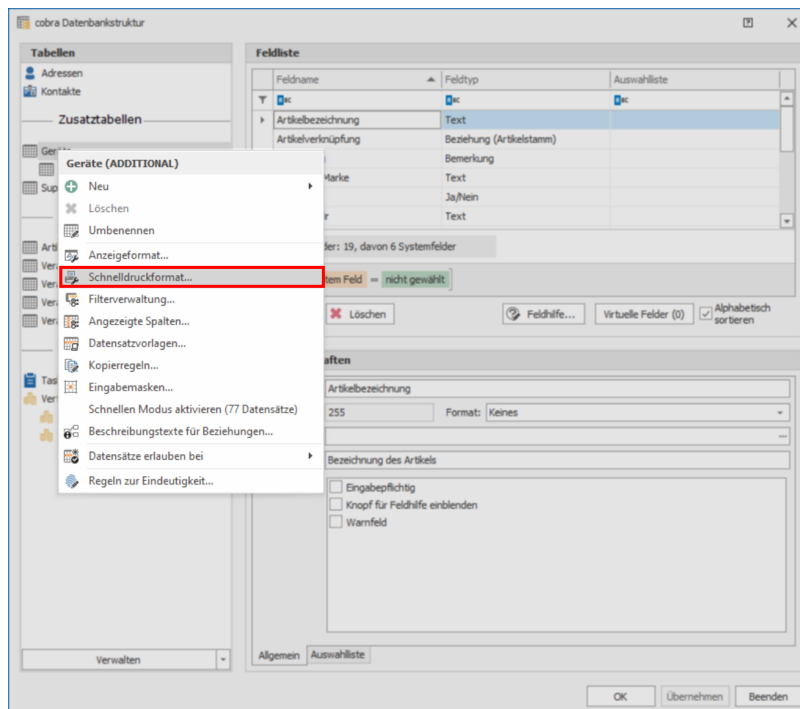 cobra Datenbankstruktur
Tabellen
Adressen
Kontakte
Zusatztabellen
Geräte (ADDITIONAL)
Neu
Löschen
Umbenennen
Anzeigeformat...
Schnelldruckformat...
Filterverwaltung...
Angezeigte Spalten...
Datensatzvorlagen...
Kopierregeln...
Eingabemasken...
Schnellen Modus aktivieren (77 Datensätze)
Beschreibungstexte für Beziehungen...
Datensätze erlauben bei
Regeln zur Eindeutigkeit...
Verwalten
Feldliste
Feldname Feldtyp Auswahlliste
Artikelbezeichnung Text
Artikelverknüpfung Beziehung (Artikelstamm)
Bemerkung
Marke Text
Ja/Nein
Text
19, davon 6 Systemfelder
Feld = nicht gewählt
Löschen Feldhilfe... Virtuelle Felder (0) Alphabetisch
sortieren
Artikelbezeichnung
255 Format: Keines
Bezeichnung des Artikels
Eingabepflichtig
Knopf für Feldhilfe einblenden
Warnfeld
Allgemein Auswahlliste
OK Übernehmen Beenden